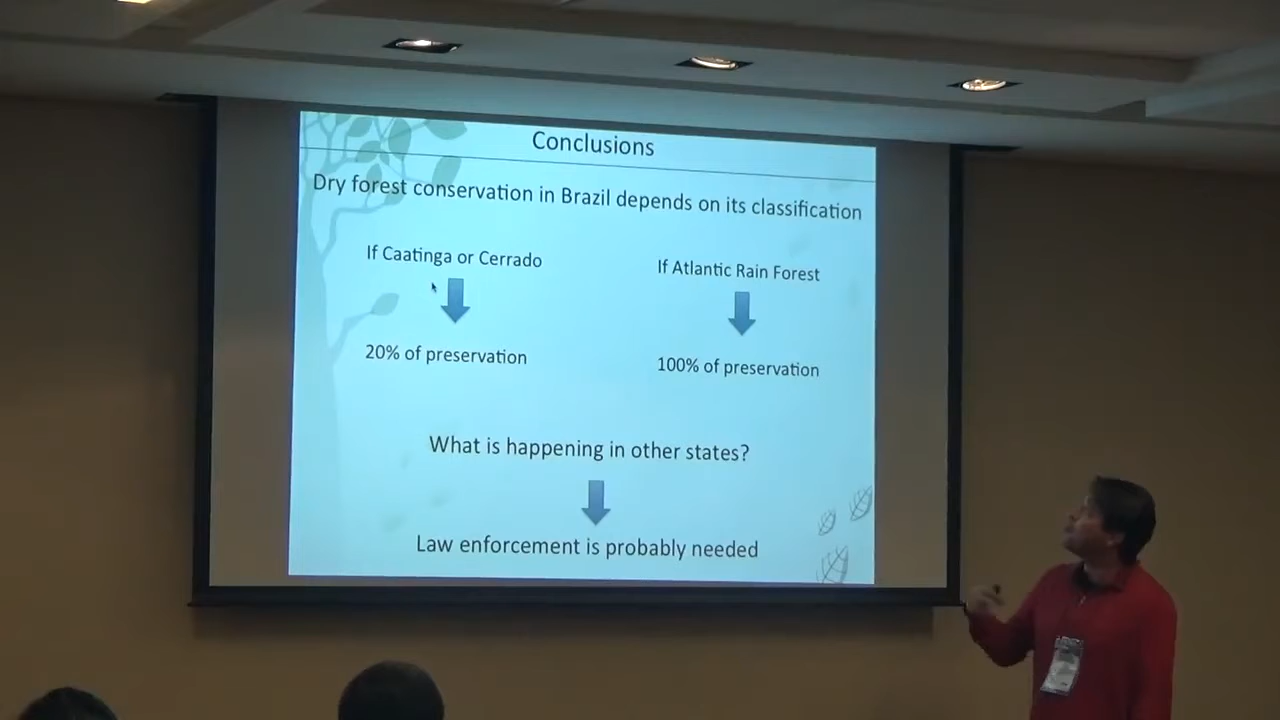 Conclusions
Dry forest conservation in Brazil depends on its classification
If Caatinga or Cerrado
If Atlantic Rain Forest
20% of preservation
100% of preservation
What is happening in other states?
Law enforcement is probably needed